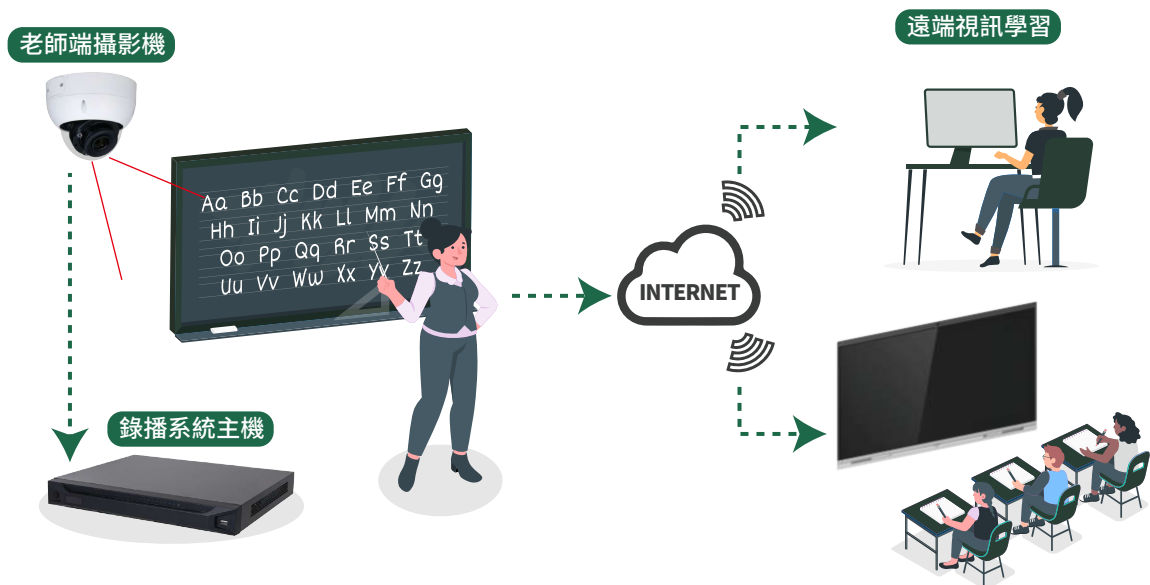 老師端攝影機
遠端視訊學習
Aa Bb Cc Dd Ee Ff Gg
Hh Ii Jj Kk Ll Mm Nn
Oo Pp Qq Rr Ss Tt
Uu Vv Ww Xx Yy Zz
INTERNET
錄播系統主機